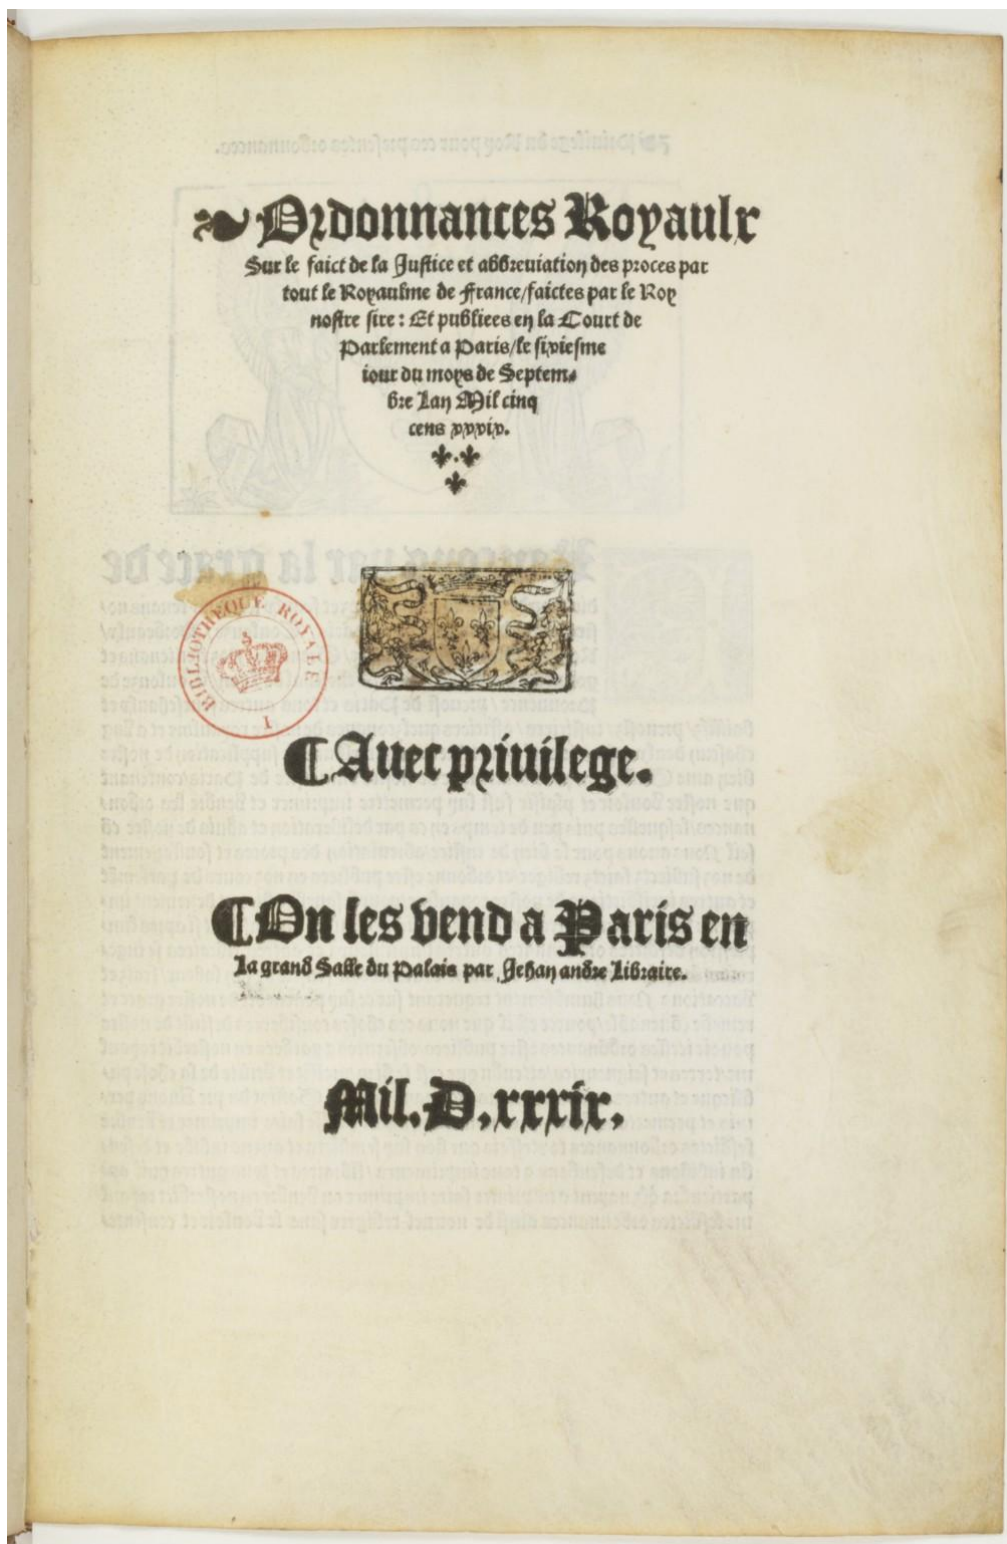 Ordonnances Royaulx
Sur le faict de la Justice et abbreuiation des proces par
tout le Royaulme de France/faictes par le Roy
nostre sire : Et publiees en la Court de
Parlement a Paris/le sixiesme
iour du moys de Septem-
bre Lan Mil cinq
cens xxxix.
BIBLIOTHEQUE ROYALE
I
¶ Auec priuilege.
¶ On les vend a Paris en
La grand Salle du Palais par Jehan andre Libraire.
Mil.D.xxxix.